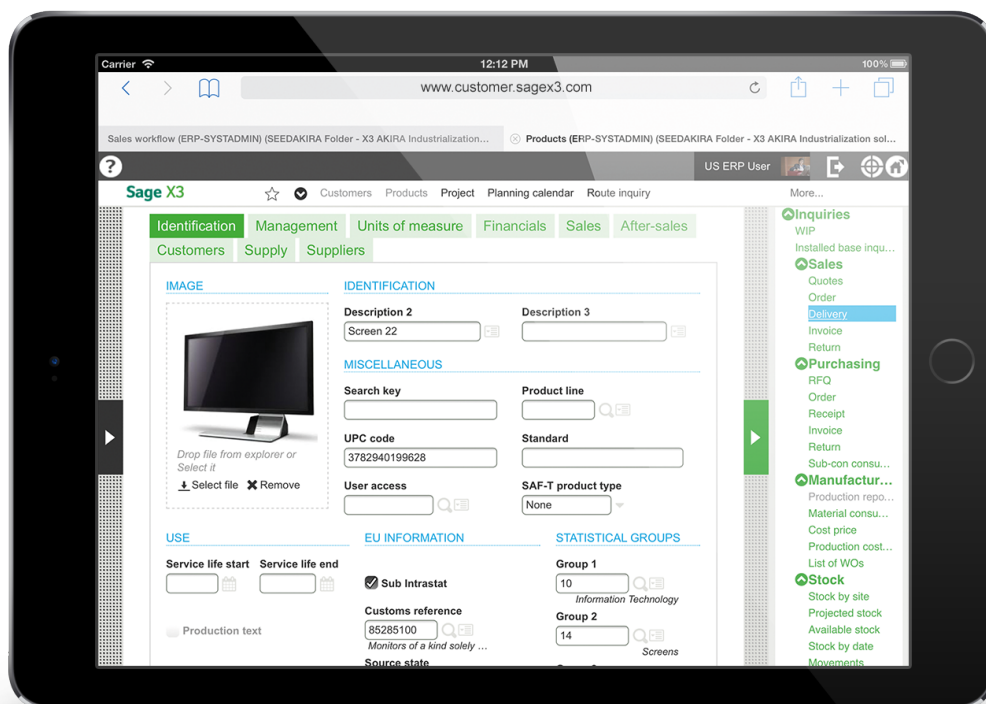 Carrier 12:12 PM 100%
www.customer.sagex3.com
Sales workflow (ERP-SYSTADMIN) (SEEDAKIRA Folder - X3 AKIRA Industrialization...
Products (ERP-SYSTADMIN) (SEEDAKIRA Folder - X3 AKIRA Industrialization sol...
? US ERP User
Sage X3 Customers Products Project Planning calendar Route inquiry More...
Identification Management Units of measure Financials Sales After-sales
Customers Supply Suppliers
IMAGE
Drop file from explorer or
Select it
Select file Remove
IDENTIFICATION
Description 2 Description 3
Screen 22
MISCELLANEOUS
Search key Product line
UPC code Standard
3782940199628
User access SAF-T product type
None
USE
Service life start Service life end
Production text
EU INFORMATION
Sub Intrastat
Customs reference
85285100
Monitors of a kind solely ...
Source state
STATISTICAL GROUPS
Group 1
10
Information Technology
Group 2
14
Screens
Inquiries
WIP
Installed base inqu...
Sales
Quotes
Order
Delivery
Invoice
Return
Purchasing
RFQ
Order
Receipt
Invoice
Return
Sub-con consu...
Manufactur...
Production repo...
Material consu...
Cost price
Production cost...
List of WOs
Stock
Stock by site
Projected stock
Available stock
Stock by date
Movements